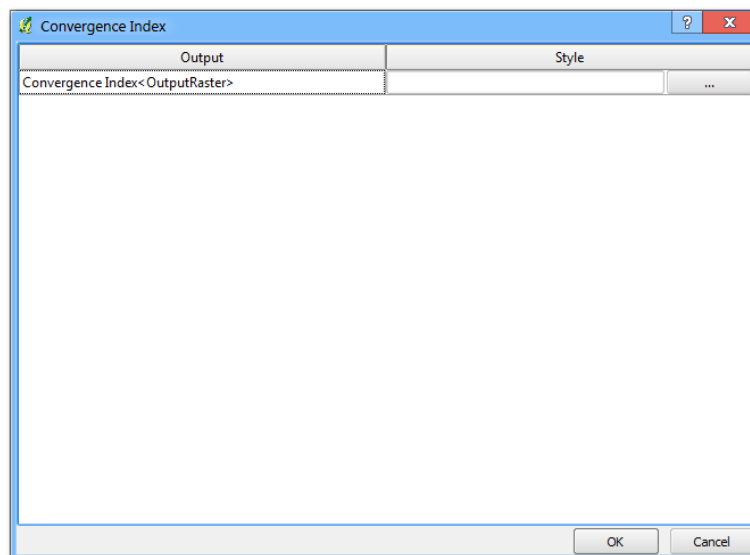 Convergence Index
Output Style
Convergence Index<OutputRaster> ...
OK Cancel